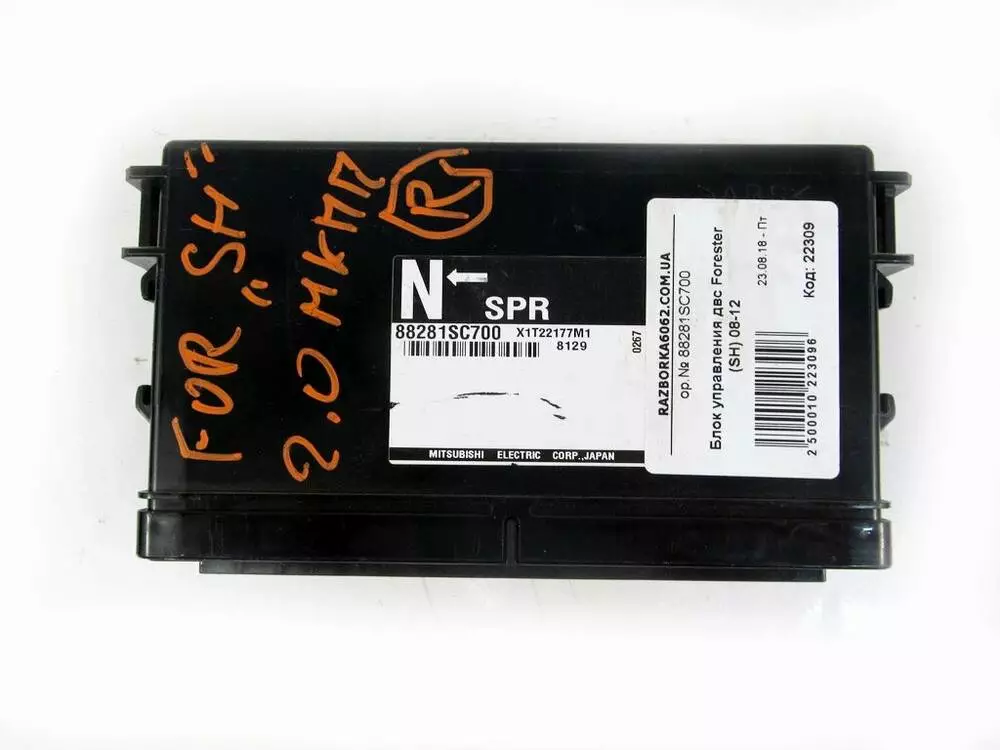 FOR „SH”
2.0 МКПП
R
N← SPR
88281SC700 X1T22177M1
8129
0267
MITSUBISHI ELECTRIC CORP.,JAPAN
RAZBORKA6062.COM.UA
ор.№ 88281SC700
Блок управления двс Forester
(SH) 08-12
23.08.18 - Пт
2 500010 223096
Код: 22309